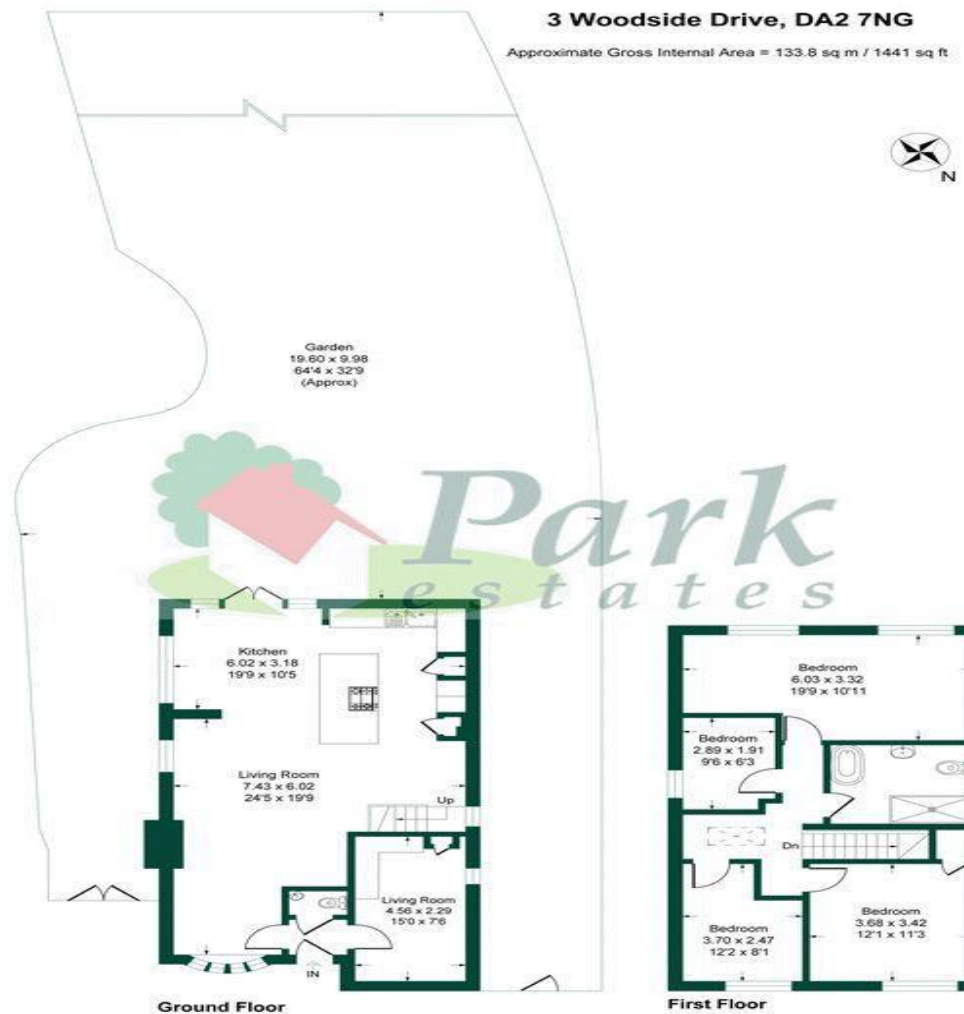 3 Woodside Drive, DA2 7NG
Approximate Gross Internal Area = 133.8 sq m / 1441 sq ft
N
Garden
19.60 x 9.98
64'4 x 32'9
(Approx)
Park
estates
Kitchen
6.02 x 3.18
19'9 x 10'5
Living Room
7.43 x 6.02
24'5 x 19'9
Up
Living Room
4.56 x 2.29
15'0 x 7'6
IN
Ground Floor
Bedroom
6.03 x 3.32
19'9 x 10'11
Bedroom
2.89 x 1.91
9'6 x 6'3
Dn
Bedroom
3.70 x 2.47
12'2 x 8'1
Bedroom
3.68 x 3.42
12'1 x 11'3
First Floor